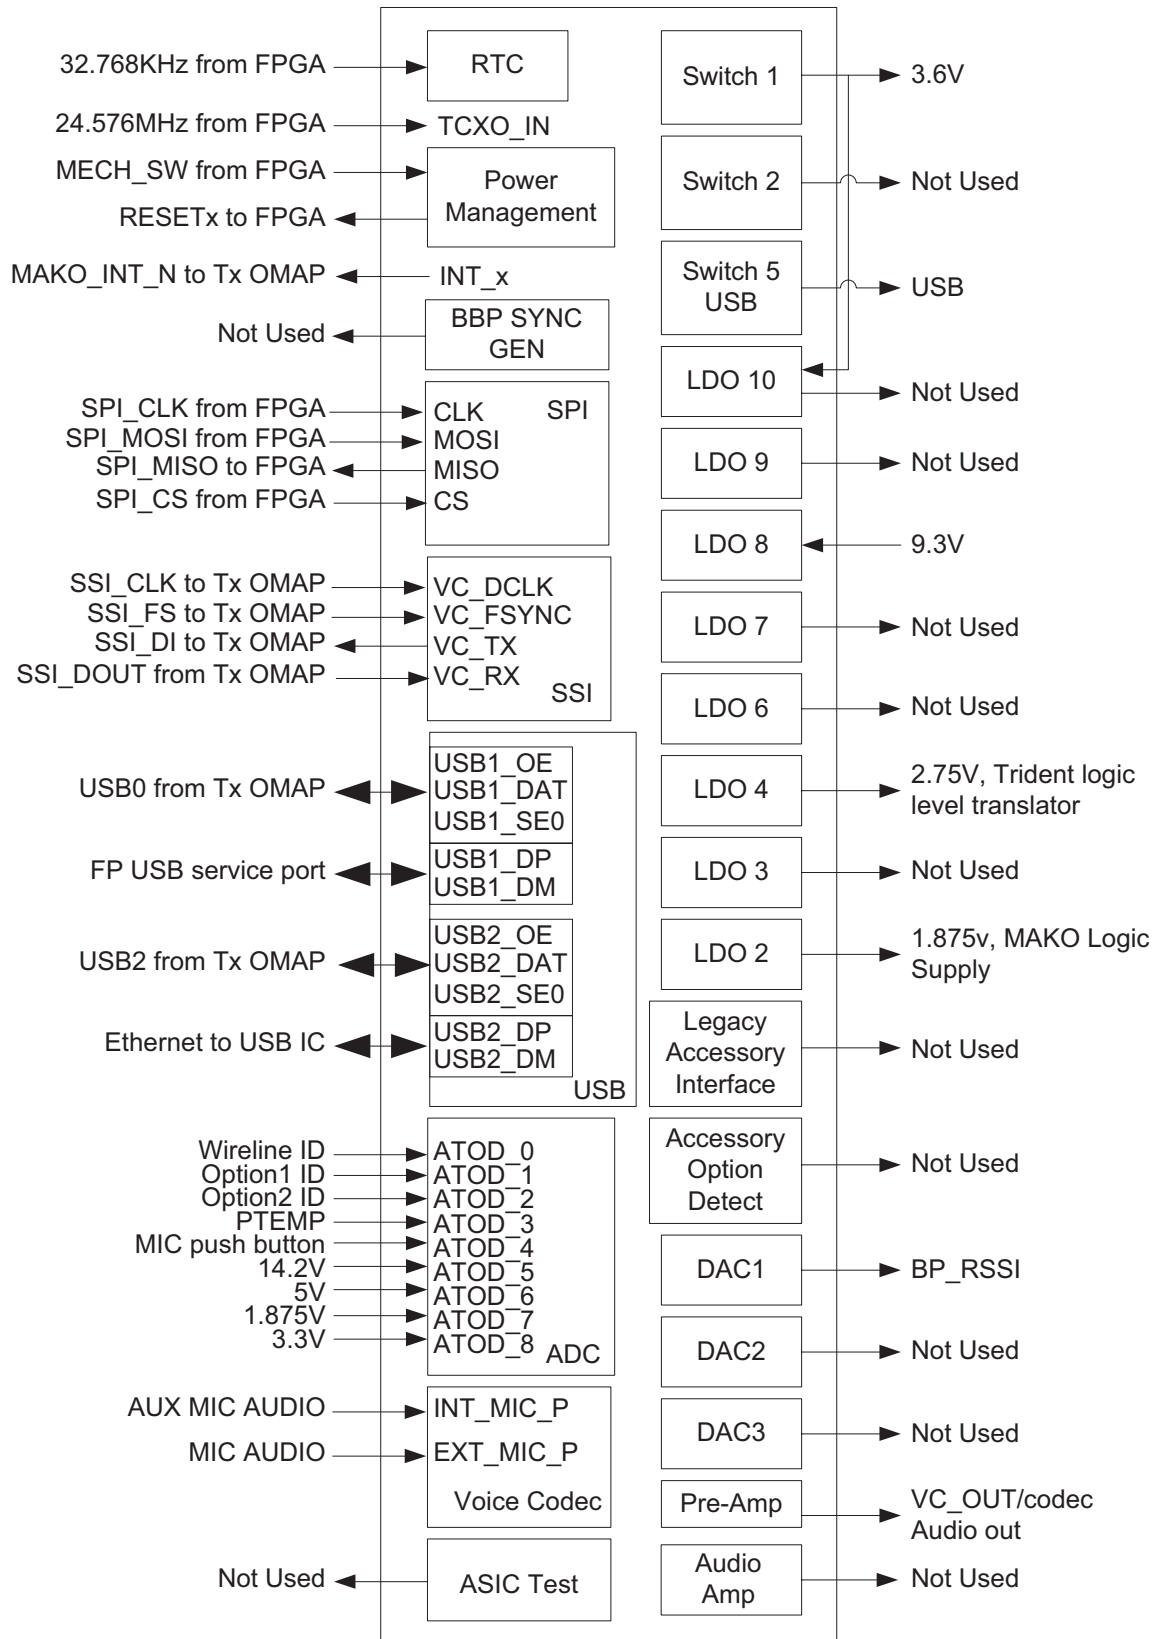 32.768KHz from FPGA
RTC
24.576MHz from FPGA
TCXO_IN
MECH_SW from FPGA
RESETx to FPGA
Power
Management
MAKO_INT_N to Tx OMAP
INT_x
Not Used
BBP SYNC
GEN
SPI_CLK from FPGA
SPI_MOSI from FPGA
SPI_MISO to FPGA
SPI_CS from FPGA
CLK
SPI
MOSI
MISO
CS
SSI_CLK to Tx OMAP
SSI_FS to Tx OMAP
SSI_DI to Tx OMAP
SSI_DOUT from Tx OMAP
VC_DCLK
VC_FSYNC
VC_TX
VC_RX
SSI
USB0 from Tx OMAP
USB1_OE
USB1_DAT
USB1_SE0
FP USB service port
USB1_DP
USB1_DM
USB2 from Tx OMAP
USB2_OE
USB2_DAT
USB2_SE0
Ethernet to USB IC
USB2_DP
USB2_DM
USB
Wireline ID
Option1 ID
Option2 ID
PTEMP
MIC push button
14.2V
5V
1.875V
3.3V
ATOD_0
ATOD_1
ATOD_2
ATOD_3
ATOD_4
ATOD_5
ATOD_6
ATOD_7
ATOD_8
ADC
AUX MIC AUDIO
MIC AUDIO
INT_MIC_P
EXT_MIC_P
Voice Codec
Not Used
ASIC Test
Switch 1
3.6V
Switch 2
Not Used
Switch 5
USB
USB
LDO 10
Not Used
LDO 9
Not Used
LDO 8
9.3V
LDO 7
Not Used
LDO 6
Not Used
LDO 4
2.75V, Trident logic
level translator
LDO 3
Not Used
LDO 2
1.875v, MAKO Logic
Supply
Legacy
Accessory
Interface
Not Used
Accessory
Option
Detect
Not Used
DAC1
BP_RSSI
DAC2
Not Used
DAC3
Not Used
Pre-Amp
VC_OUT/codec
Audio out
Audio
Amp
Not Used